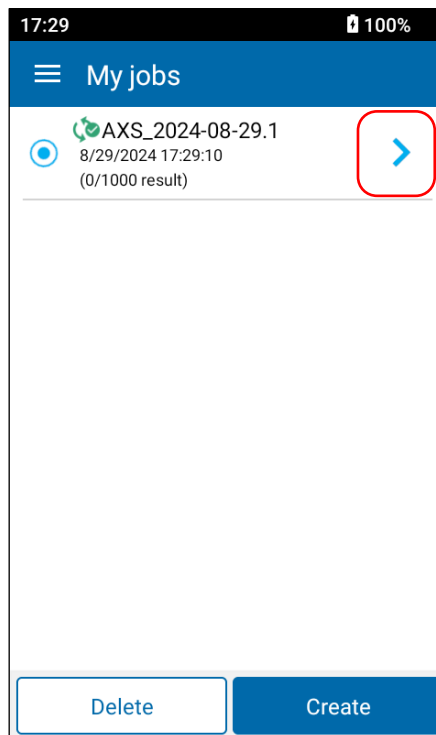 17:29 100%
My jobs
AXS_2024-08-29.1
8/29/2024 17:29:10
(0/1000 result)
Delete Create